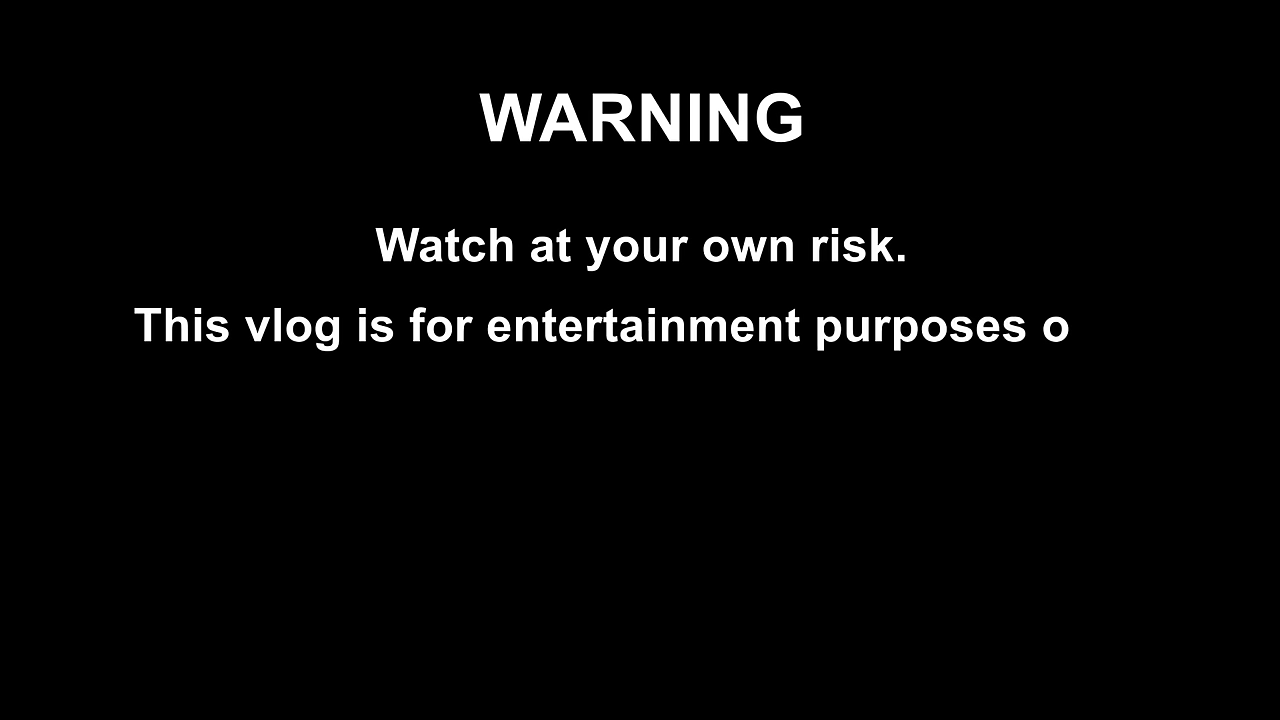 WARNING
Watch at your own risk.
This vlog is for entertainment purposes o